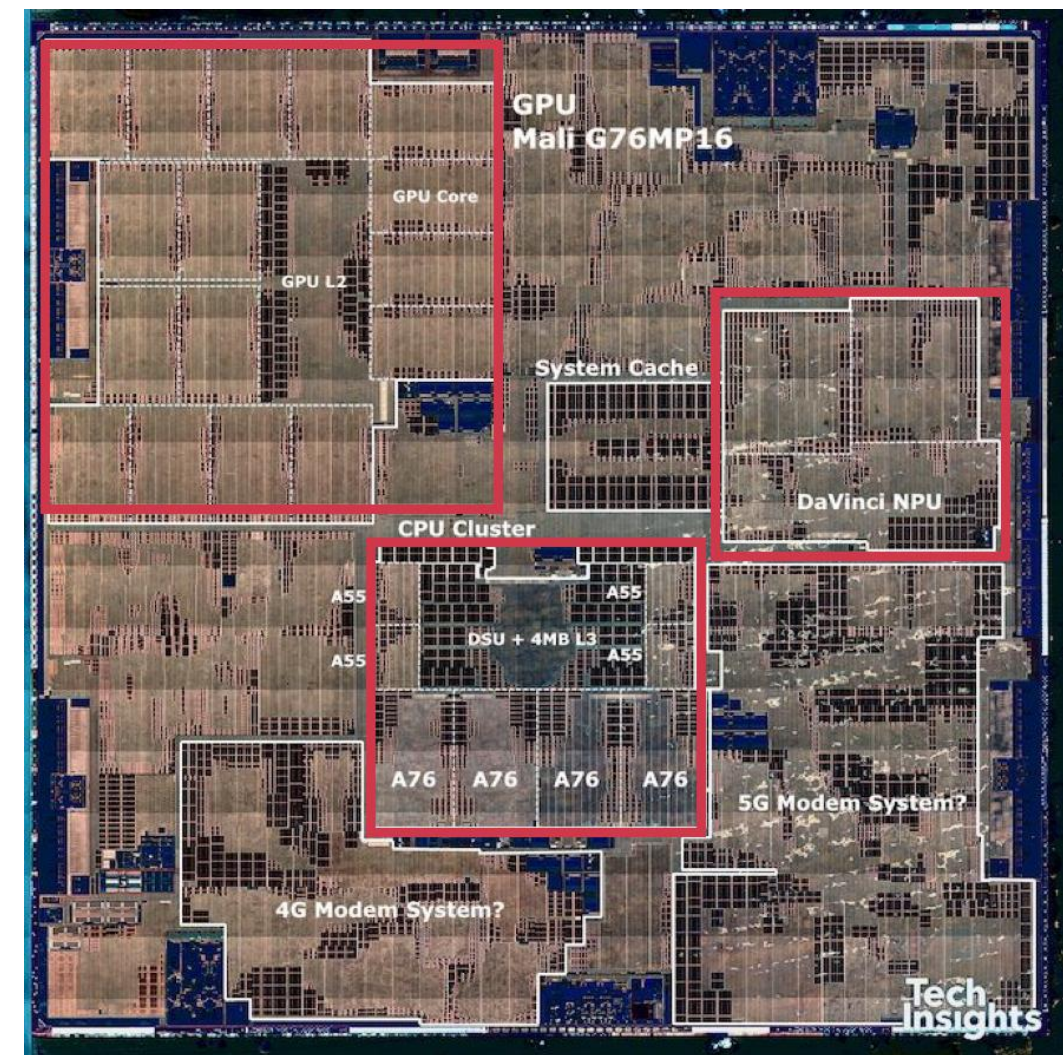 GPU
Mali G76MP16
GPU Core
GPU L2
System Cache
DaVinci NPU
CPU Cluster
A55
A55
DSU + 4MB L3
A55
A55
A76
A76
A76
A76
5G Modem System?
4G Modem System?
Tech
Insights